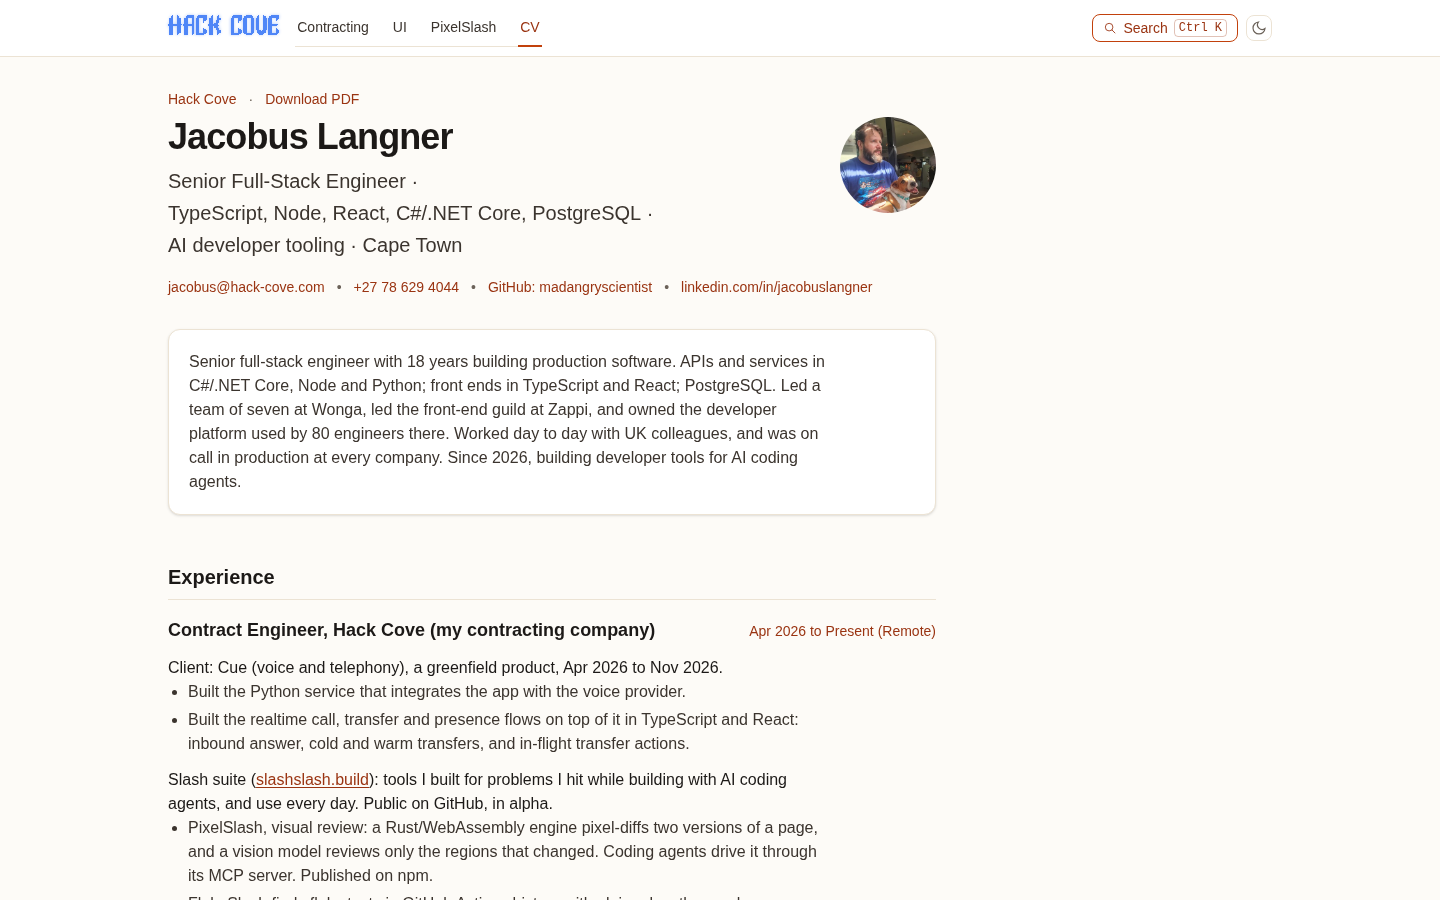 HACK COVE
Contracting
UI
PixelSlash
CV
Search Ctrl K
Hack Cove · Download PDF
Jacobus Langner
Senior Full-Stack Engineer ·
TypeScript, Node, React, C#/.NET Core, PostgreSQL ·
AI developer tooling · Cape Town
jacobus@hack-cove.com • +27 78 629 4044 • GitHub: madangryscientist • linkedin.com/in/jacobuslangner
Senior full-stack engineer with 18 years building production software. APIs and services in
C#/.NET Core, Node and Python; front ends in TypeScript and React; PostgreSQL. Led a
team of seven at Wonga, led the front-end guild at Zappi, and owned the developer
platform used by 80 engineers there. Worked day to day with UK colleagues, and was on
call in production at every company. Since 2026, building developer tools for AI coding
agents.
Experience
Contract Engineer, Hack Cove (my contracting company)
Apr 2026 to Present (Remote)
Client: Cue (voice and telephony), a greenfield product, Apr 2026 to Nov 2026.
• Built the Python service that integrates the app with the voice provider.
• Built the realtime call, transfer and presence flows on top of it in TypeScript and React:
inbound answer, cold and warm transfers, and in-flight transfer actions.
Slash suite (slashslash.build): tools I built for problems I hit while building with AI coding
agents, and use every day. Public on GitHub, in alpha.
• PixelSlash, visual review: a Rust/WebAssembly engine pixel-diffs two versions of a page,
and a vision model reviews only the regions that changed. Coding agents drive it through
its MCP server. Published on npm.